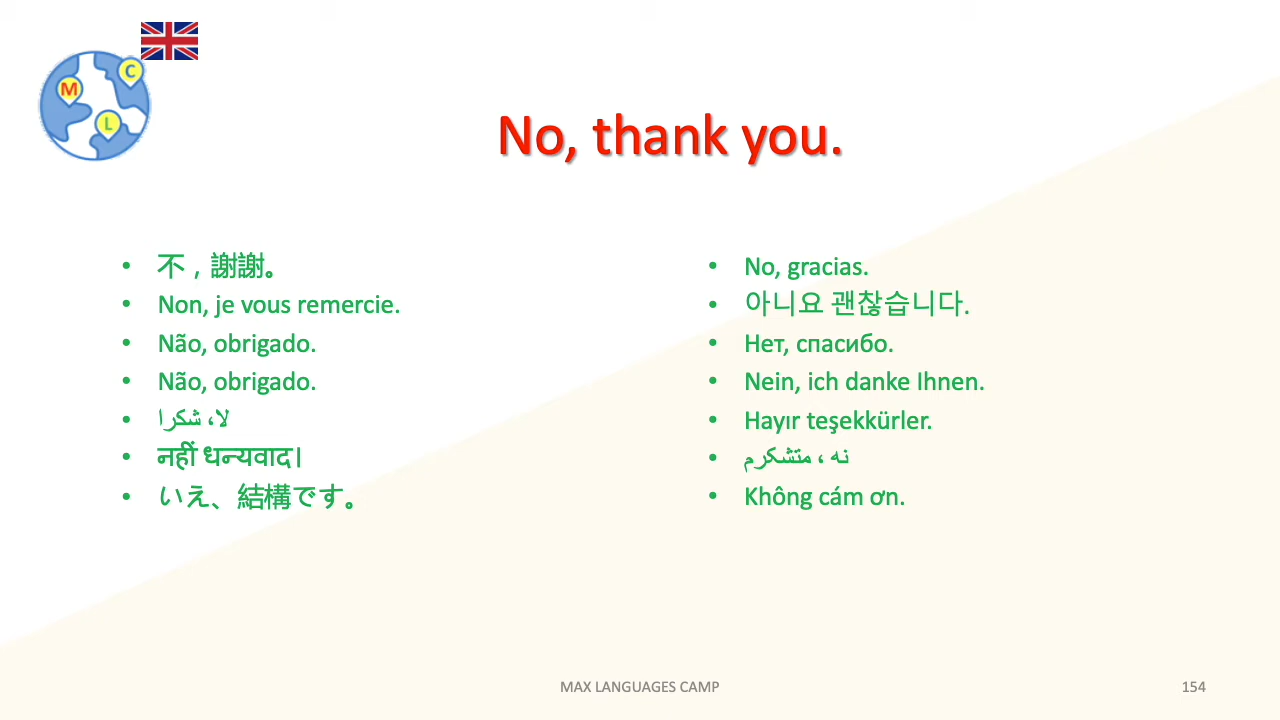 C
M
L
No, thank you.
不，謝謝。
Non, je vous remercie.
Não, obrigado.
Não, obrigado.
لا، شكرا
नहीं धन्यवाद।
いえ、結構です。
No, gracias.
아니요 괜찮습니다.
Нет, спасибо.
Nein, ich danke Ihnen.
Hayır teşekkürler.
نه ، متشکرم
Không cám ơn.
MAX LANGUAGES CAMP
154